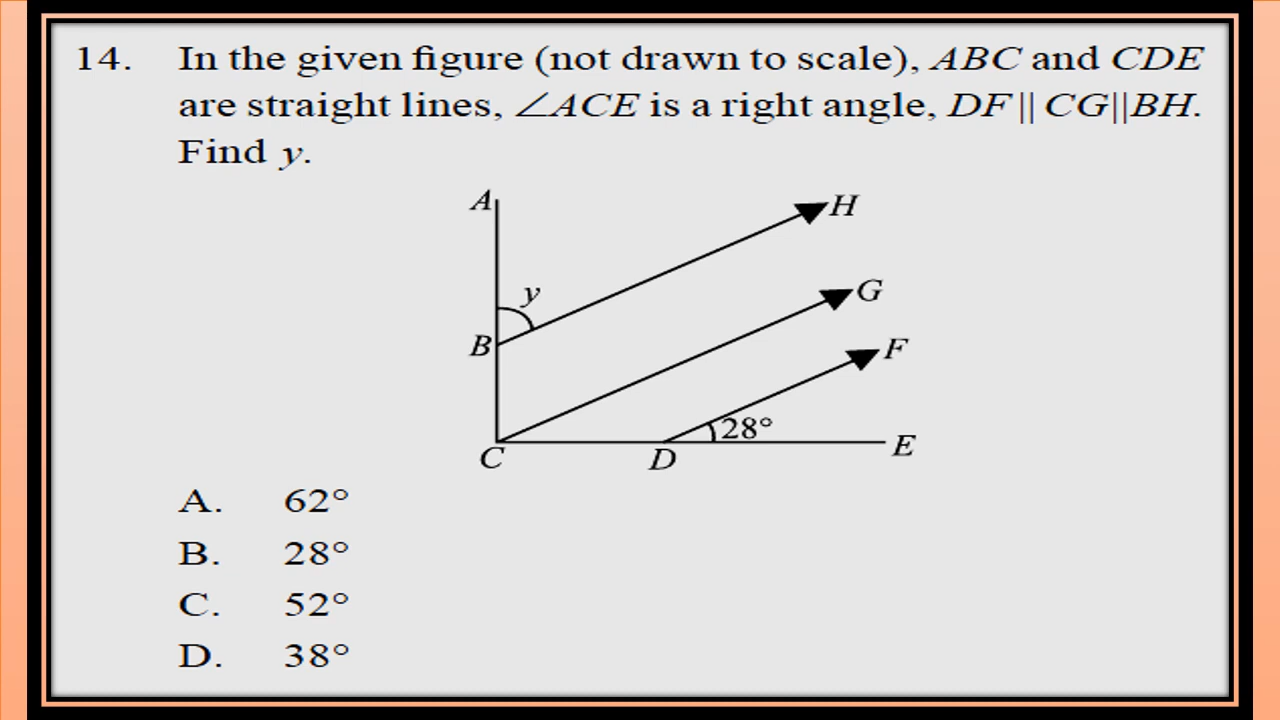 14. In the given figure (not drawn to scale), ABC and CDE
are straight lines, ∠ACE is a right angle, DF || CG||BH.
Find y.
A
H
y
G
B
F
28°
C
D
E
A. 62°
B. 28°
C. 52°
D. 38°